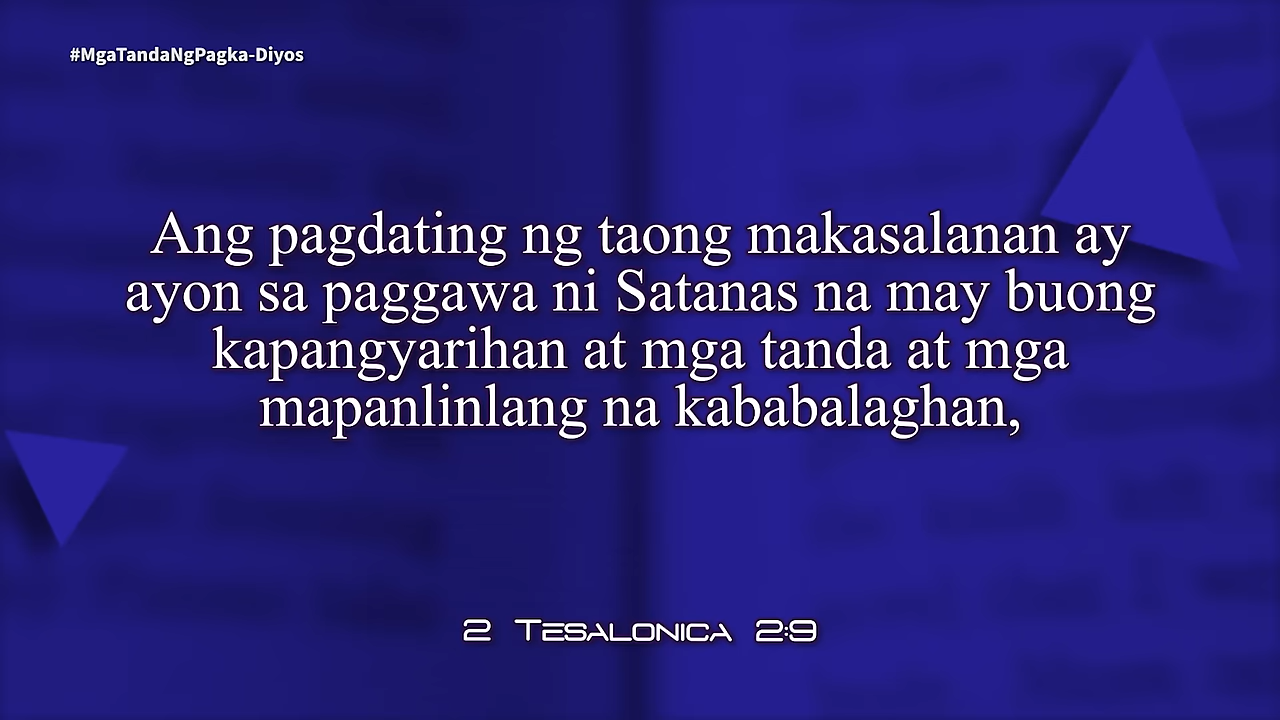 #MgaTandaNgPagka-Diyos
Ang pagdating ng taong makasalanan ay
ayon sa paggawa ni Satanas na may buong
kapangyarihan at mga tanda at mga
mapanlinlang na kababalaghan,
2 Tesalonica 2:9